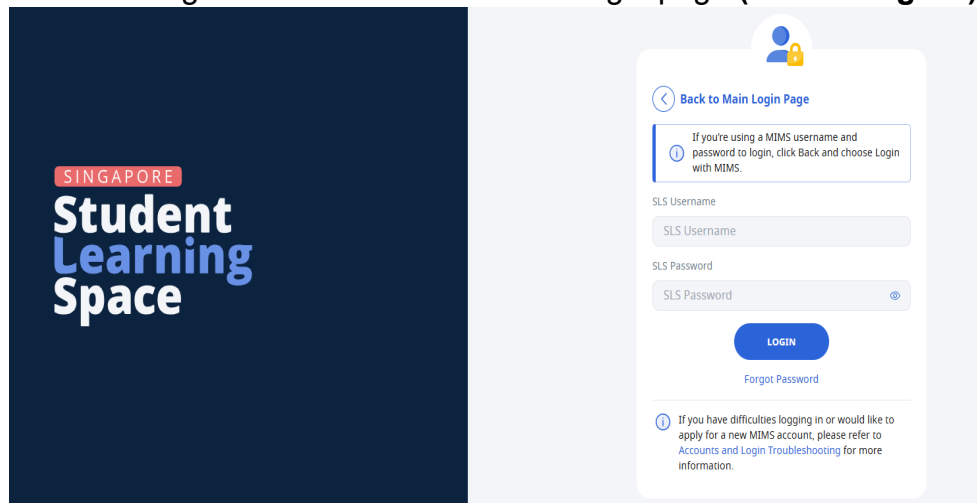 SINGAPORE
Student
Learning
Space
Back to Main Login Page
If you're using a MIMS username and
password to login, click Back and choose Login
with MIMS.
SLS Username
SLS Username
SLS Password
SLS Password
LOGIN
Forgot Password
If you have difficulties logging in or would like to
apply for a new MIMS account, please refer to
Accounts and Login Troubleshooting for more
information.